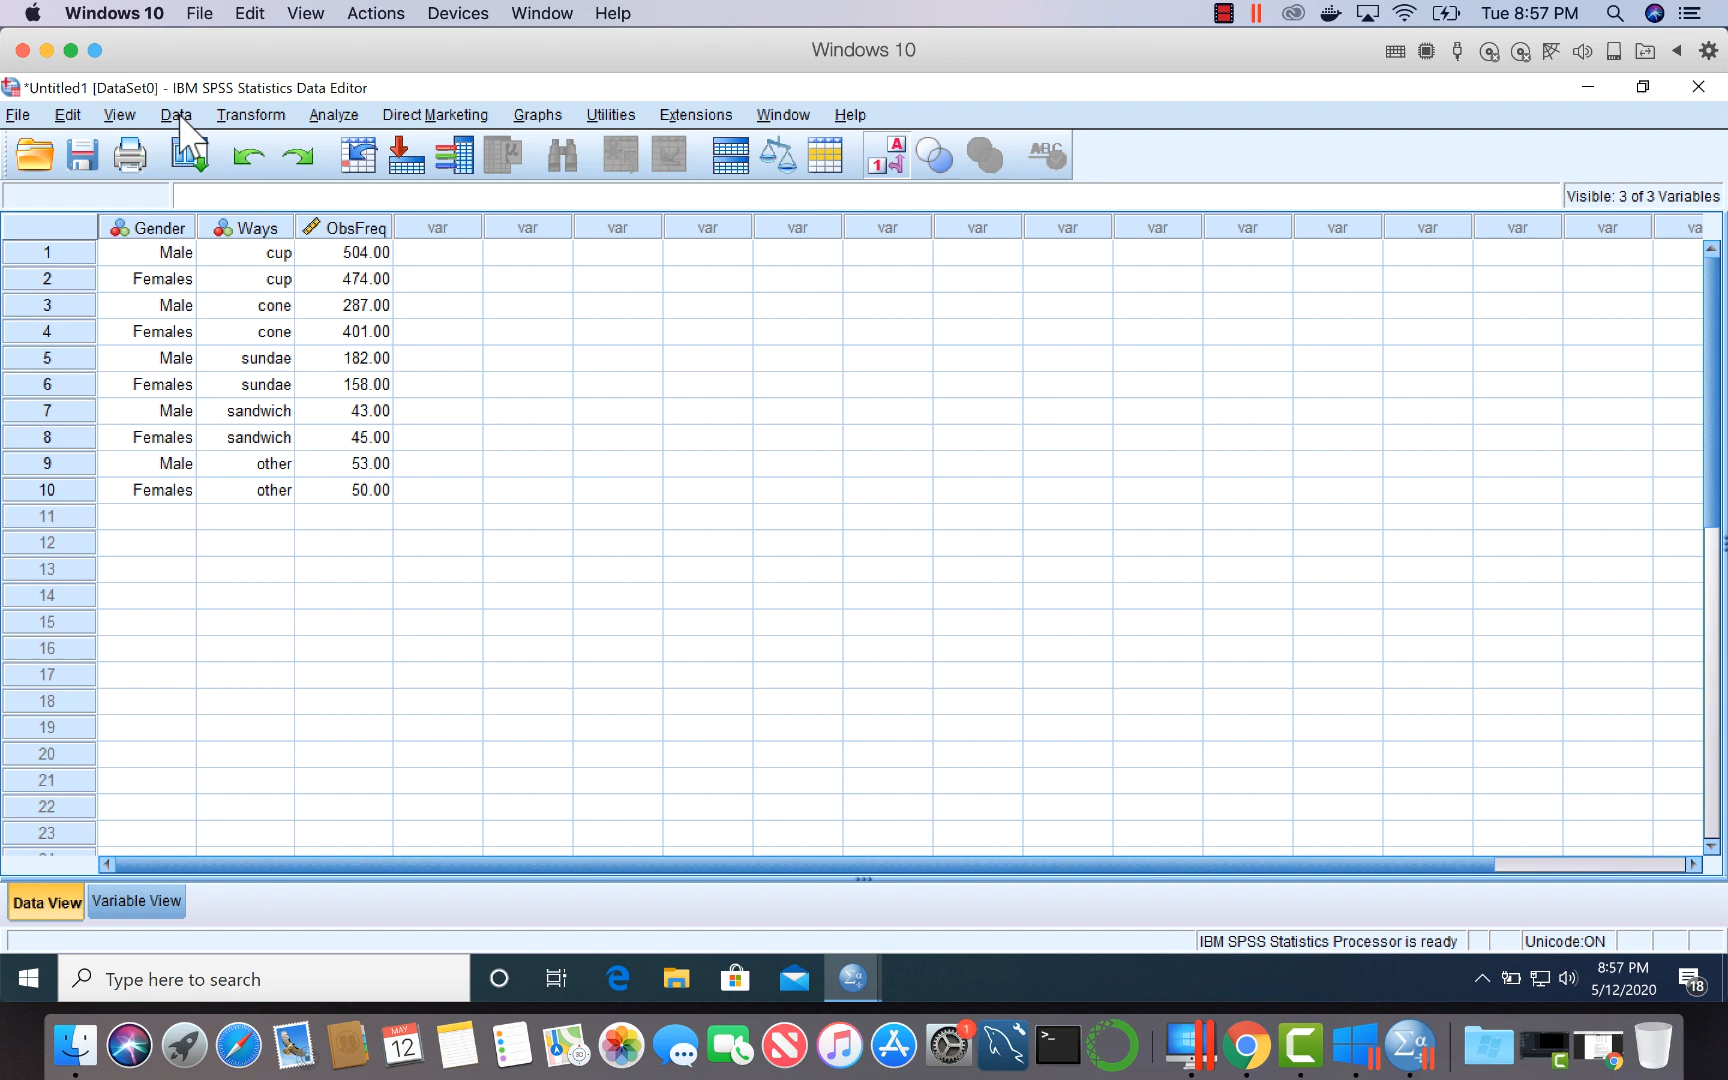 Windows 10 File Edit View Actions Devices Window Help Tue 8:57 PM
Windows 10
*Untitled1 [DataSet0] - IBM SPSS Statistics Data Editor
File Edit View Data Transform Analyze Direct Marketing Graphs Utilities Extensions Window Help
A
1
ABC
Visible: 3 of 3 Variables
Gender Ways ObsFreq var var var var var var var var var var var var var var va
1 Male cup 504.00
2 Females cup 474.00
3 Male cone 287.00
4 Females cone 401.00
5 Male sundae 182.00
6 Females sundae 158.00
7 Male sandwich 43.00
8 Females sandwich 45.00
9 Male other 53.00
10 Females other 50.00
11
12
13
14
15
16
17
18
19
20
21
22
23
Data View Variable View
IBM SPSS Statistics Processor is ready Unicode:ON
Type here to search 8:57 PM
5/12/2020 18
MAY
12
1